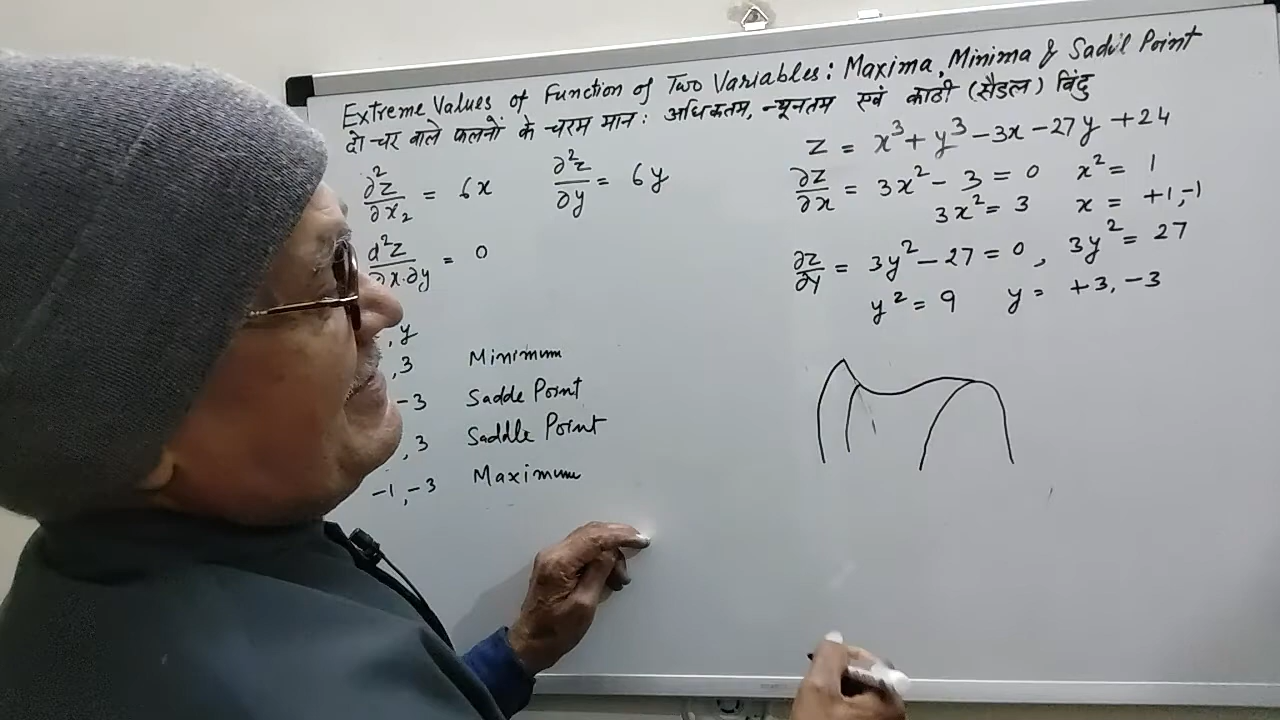 Extreme Values of Function of Two Variables: Maxima, Minima & Sadul Point
दो चर वाले फलनों के चरम मान: अधिकतम, न्यूनतम एवं काठी (सैडल) बिंदु
z = x³ + y³ − 3x − 27y + 24
∂²z/∂x₂ = 6x ∂²z/∂y = 6y
∂z/∂x = 3x² − 3 = 0 x² = 1
3x² = 3 x = +1, −1
d²z/∂x.∂y = 0
∂z/∂y = 3y² − 27 = 0, 3y² = 27
y² = 9 y = +3, −3
, y
, 3 Minimum
−3 Sadde Point
, 3 Saddle Point
−1, −3 Maximum